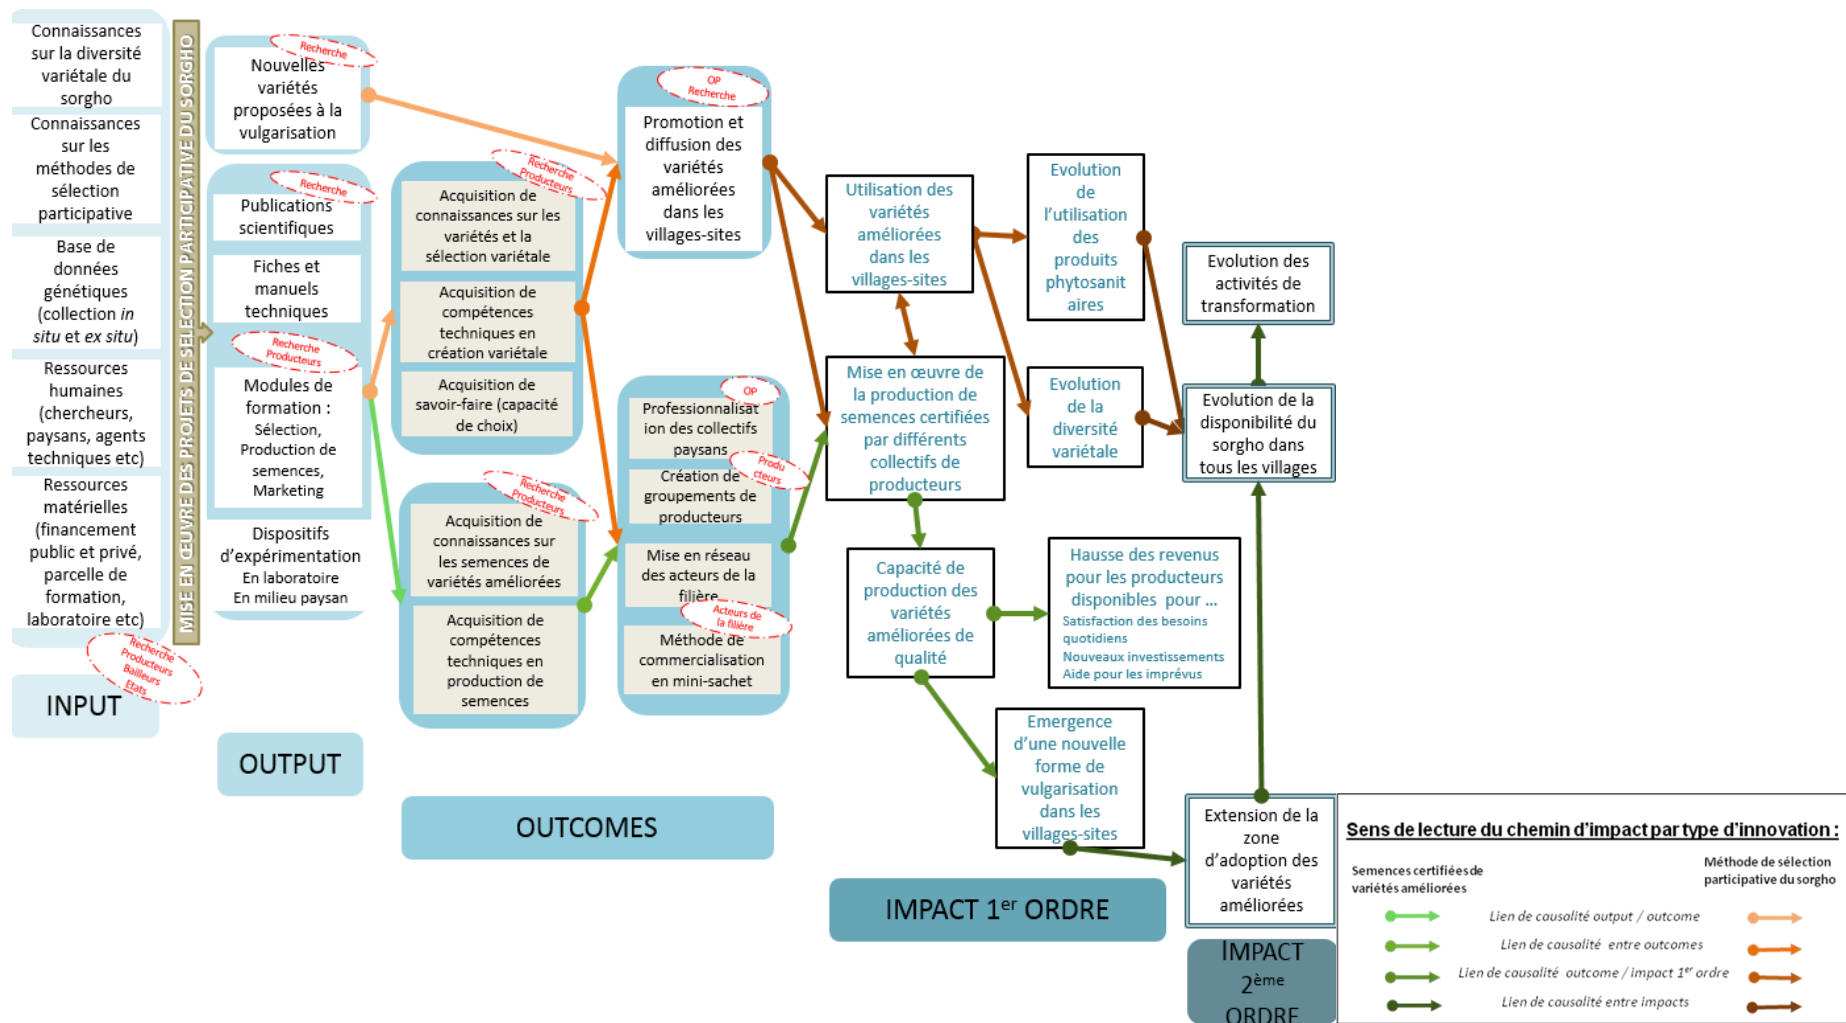 Connaissances
sur la diversité
variétale du
sorgho
Connaissances
sur les
méthodes de
sélection
participative
Base de
données
génétiques
(collection in
situ et ex situ)
Ressources
humaines
(chercheurs,
paysans, agents
techniques etc)
Ressources
matérielles
(financement
public et privé,
parcelle de
formation,
laboratoire etc)
Recherche
Producteurs
Bailleurs
Etats
INPUT
MISE EN ŒUVRE DES PROJETS DE SELECTION PARTICIPATIVE DU SORGHO
Recherche
Nouvelles
variétés
proposées à la
vulgarisation
Recherche
Publications
scientifiques
Fiches et
manuels
techniques
Recherche
Producteurs
Modules de
formation :
Sélection,
Production de
semences,
Marketing
Dispositifs
d'expérimentation
En laboratoire
En milieu paysan
OUTPUT
Recherche
Producteurs
Acquisition de
connaissances sur les
variétés et la
sélection variétale
Acquisition de
compétences
techniques en
création variétale
Acquisition de
savoir-faire (capacité
de choix)
Recherche
Producteurs
Acquisition de
connaissances sur
les semences de
variétés améliorées
Acquisition de
compétences
techniques en
production de
semences
OP
Recherche
Promotion et
diffusion des
variétés
améliorées
dans les
villages-sites
OP
Professionnalisat
ion des collectifs
paysans
Produ
cteurs
Création de
groupements de
producteurs
Mise en réseau
des acteurs de la
filière
Acteurs de
la filière
Méthode de
commercialisation
en mini-sachet
OUTCOMES
Utilisation des
variétés
améliorées
dans les
villages-sites
Mise en œuvre de
la production de
semences certifiées
par différents
collectifs de
producteurs
Capacité de
production des
variétés
améliorées de
qualité
Evolution
de
l'utilisation
des
produits
phytosanit
aires
Evolution
de la
diversité
variétale
Hausse des revenus
pour les producteurs
disponibles pour ...
Satisfaction des besoins
quotidiens
Nouveaux investissements
Aide pour les imprévus
Emergence
d'une nouvelle
forme de
vulgarisation
dans les
villages-sites
IMPACT 1er ORDRE
Evolution des
activités de
transformation
Evolution de la
disponibilité du
sorgho dans
tous les villages
Extension de la
zone
d'adoption des
variétés
améliorées
IMPACT
2ème
ORDRE
Sens de lecture du chemin d'impact par type d'innovation :
Semences certifiées de
variétés améliorées
Méthode de sélection
participative du sorgho
Lien de causalité output / outcome
Lien de causalité entre outcomes
Lien de causalité outcome / impact 1er ordre
Lien de causalité entre impacts